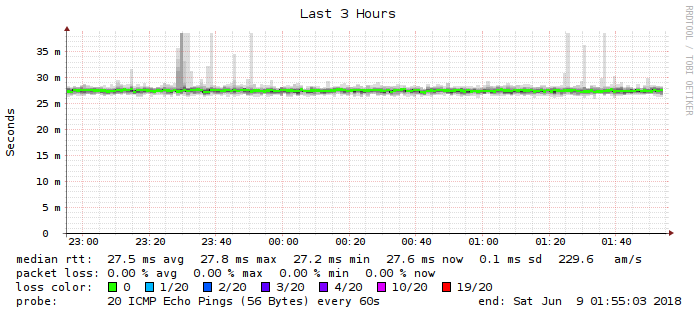 Last 3 Hours
RRDTOOL / TOBI OETIKER
Seconds
35 m
30 m
25 m
20 m
15 m
10 m
5 m
0
23:00 23:20 23:40 00:00 00:20 00:40 01:00 01:20 01:40
median rtt: 27.5 ms avg 27.8 ms max 27.2 ms min 27.6 ms now 0.1 ms sd 229.6 am/s
packet loss: 0.00 % avg 0.00 % max 0.00 % min 0.00 % now
loss color: 0 1/20 2/20 3/20 4/20 10/20 19/20
probe: 20 ICMP Echo Pings (56 Bytes) every 60s end: Sat Jun 9 01:55:03 2018